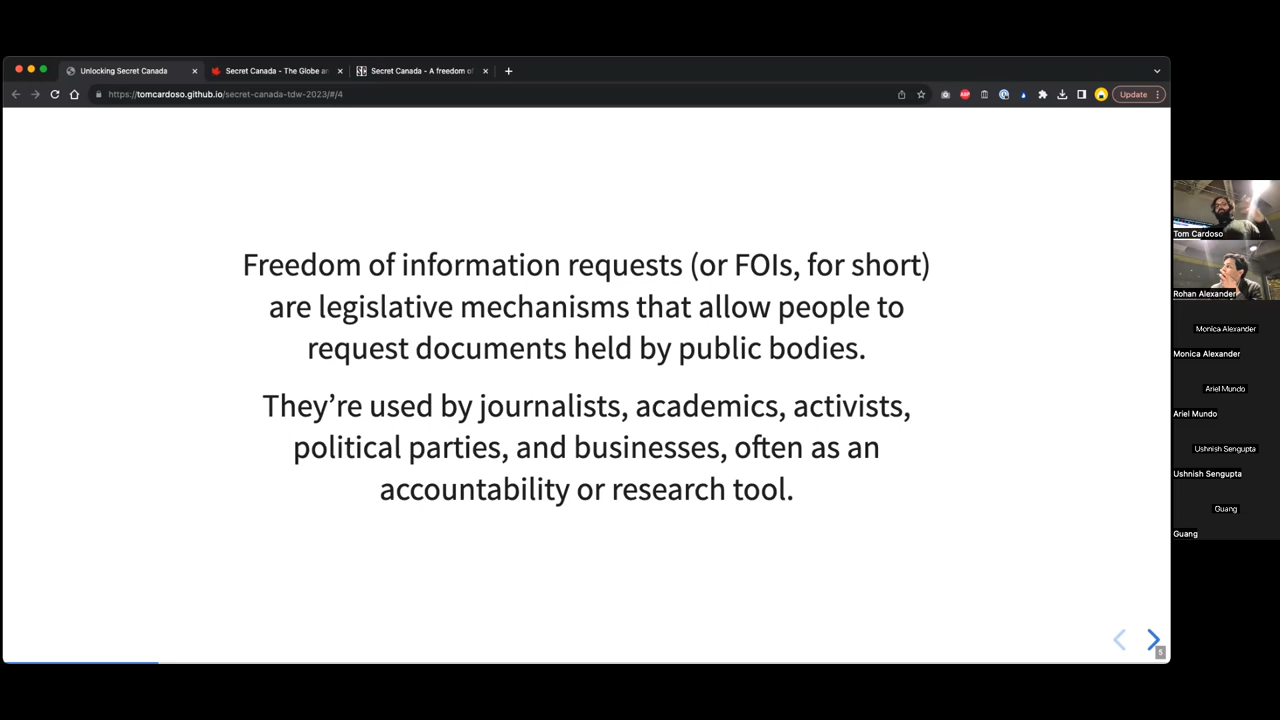 Unlocking Secret Canada
Secret Canada - The Globe an
Secret Canada - A freedom of
https://tomcardoso.github.io/secret-canada-tdw-2023/#/4
ABP
Update
Freedom of information requests (or FOIs, for short)
are legislative mechanisms that allow people to
request documents held by public bodies.
They’re used by journalists, academics, activists,
political parties, and businesses, often as an
accountability or research tool.
5
Tom Cardoso
Rohan Alexander
Monica Alexander
Monica Alexander
Ariel Mundo
Ariel Mundo
Ushnish Sengupta
Ushnish Sengupta
Guang
Guang